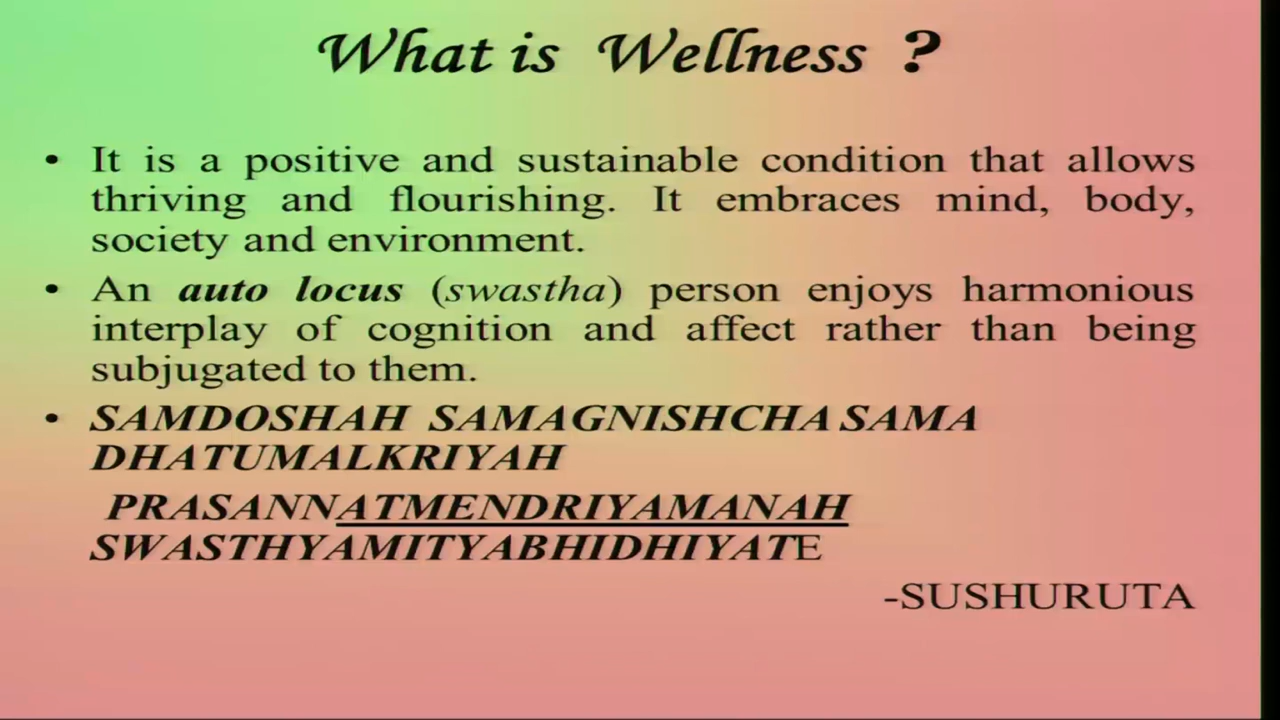 What is Wellness ?
• It is a positive and sustainable condition that allows
thriving and flourishing. It embraces mind, body,
society and environment.
• An auto locus (swastha) person enjoys harmonious
interplay of cognition and affect rather than being
subjugated to them.
• SAMDOSHAH SAMAGNISHCHA SAMA
DHATUMALKRIYAH
PRASANNATMENDRIYAMANAH
SWASTHYAMITYABHIDHIYATE
-SUSHURUTA